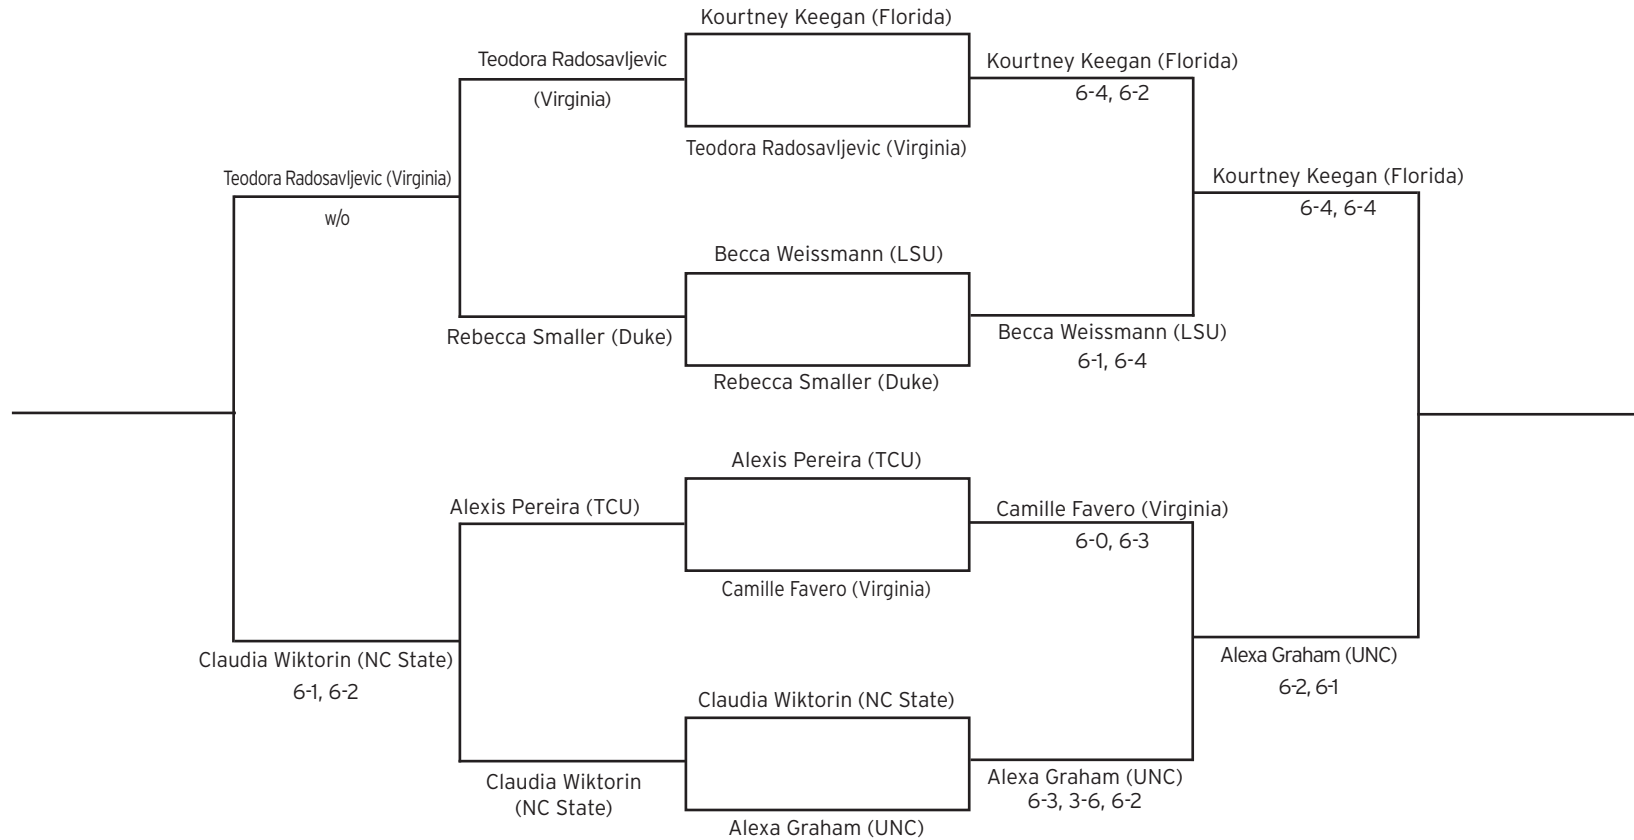 Kourtney Keegan (Florida)
Teodora Radosavljevic
(Virginia)
Kourtney Keegan (Florida)
6-4, 6-2
Teodora Radosavljevic (Virginia)
Teodora Radosavljevic (Virginia)
w/o
Kourtney Keegan (Florida)
6-4, 6-4
Becca Weissmann (LSU)
Rebecca Smaller (Duke)
Becca Weissmann (LSU)
6-1, 6-4
Rebecca Smaller (Duke)
Alexis Pereira (TCU)
Alexis Pereira (TCU)
Camille Favero (Virginia)
6-0, 6-3
Camille Favero (Virginia)
Claudia Wiktorin (NC State)
6-1, 6-2
Alexa Graham (UNC)
6-2, 6-1
Claudia Wiktorin (NC State)
Claudia Wiktorin
(NC State)
Alexa Graham (UNC)
6-3, 3-6, 6-2
Alexa Graham (UNC)